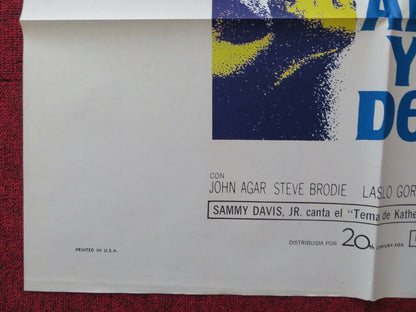 A
Y
De
CON
JOHN AGAR STEVE BRODIE LASLO GOR
SAMMY DAVIS, JR. canta el "Tema de Kathe
DISTRIBUIDA POR 20th CENTURY-FOX
PRINTED IN U.S.A.